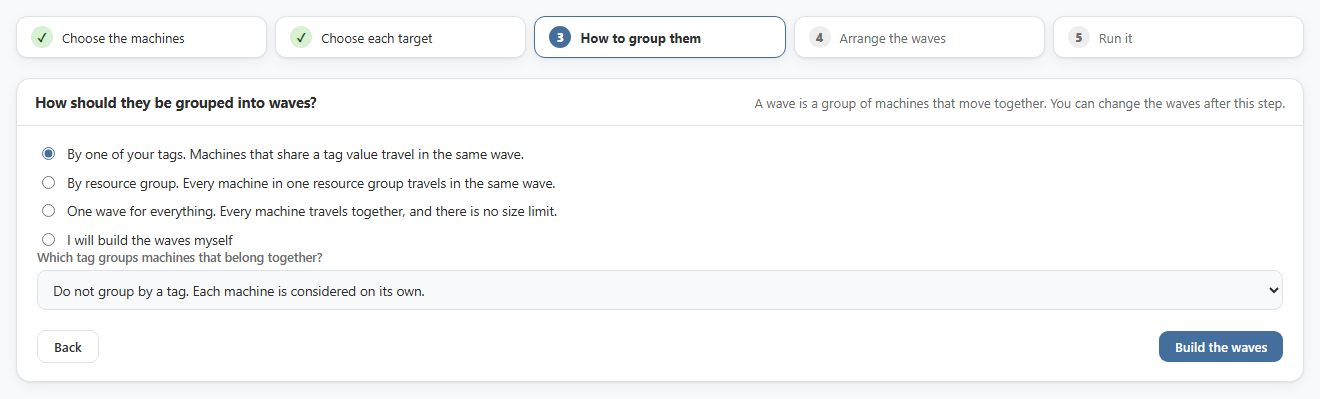 ✓ Choose the machines
✓ Choose each target
3 How to group them
4 Arrange the waves
5 Run it
How should they be grouped into waves?
A wave is a group of machines that move together. You can change the waves after this step.
By one of your tags. Machines that share a tag value travel in the same wave.
By resource group. Every machine in one resource group travels in the same wave.
One wave for everything. Every machine travels together, and there is no size limit.
I will build the waves myself
Which tag groups machines that belong together?
Do not group by a tag. Each machine is considered on its own.
Back
Build the waves